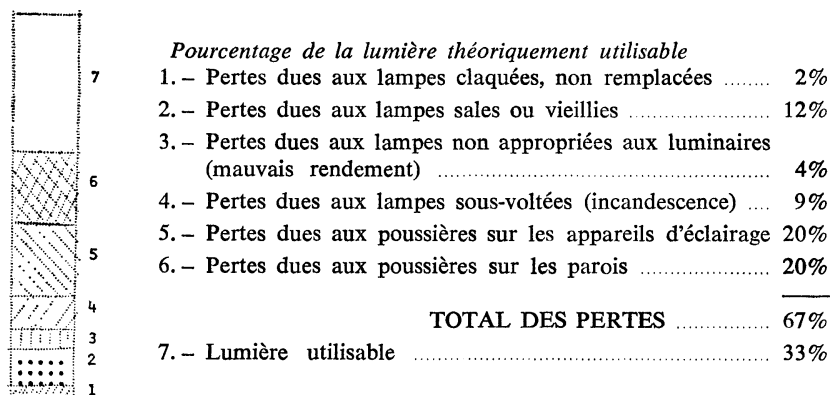 Pourcentage de la lumière théoriquement utilisable
1. – Pertes dues aux lampes claquées, non remplacées ........ 2%
2. – Pertes dues aux lampes sales ou vieillies ........ 12%
3. – Pertes dues aux lampes non appropriées aux luminaires
(mauvais rendement) ........ 4%
4. – Pertes dues aux lampes sous-voltées (incandescence) .... 9%
5. – Pertes dues aux poussières sur les appareils d'éclairage 20%
6. – Pertes dues aux poussières sur les parois ........ 20%
TOTAL DES PERTES ........ 67%
7. – Lumière utilisable ........ 33%
7
6
5
4
3
2
1